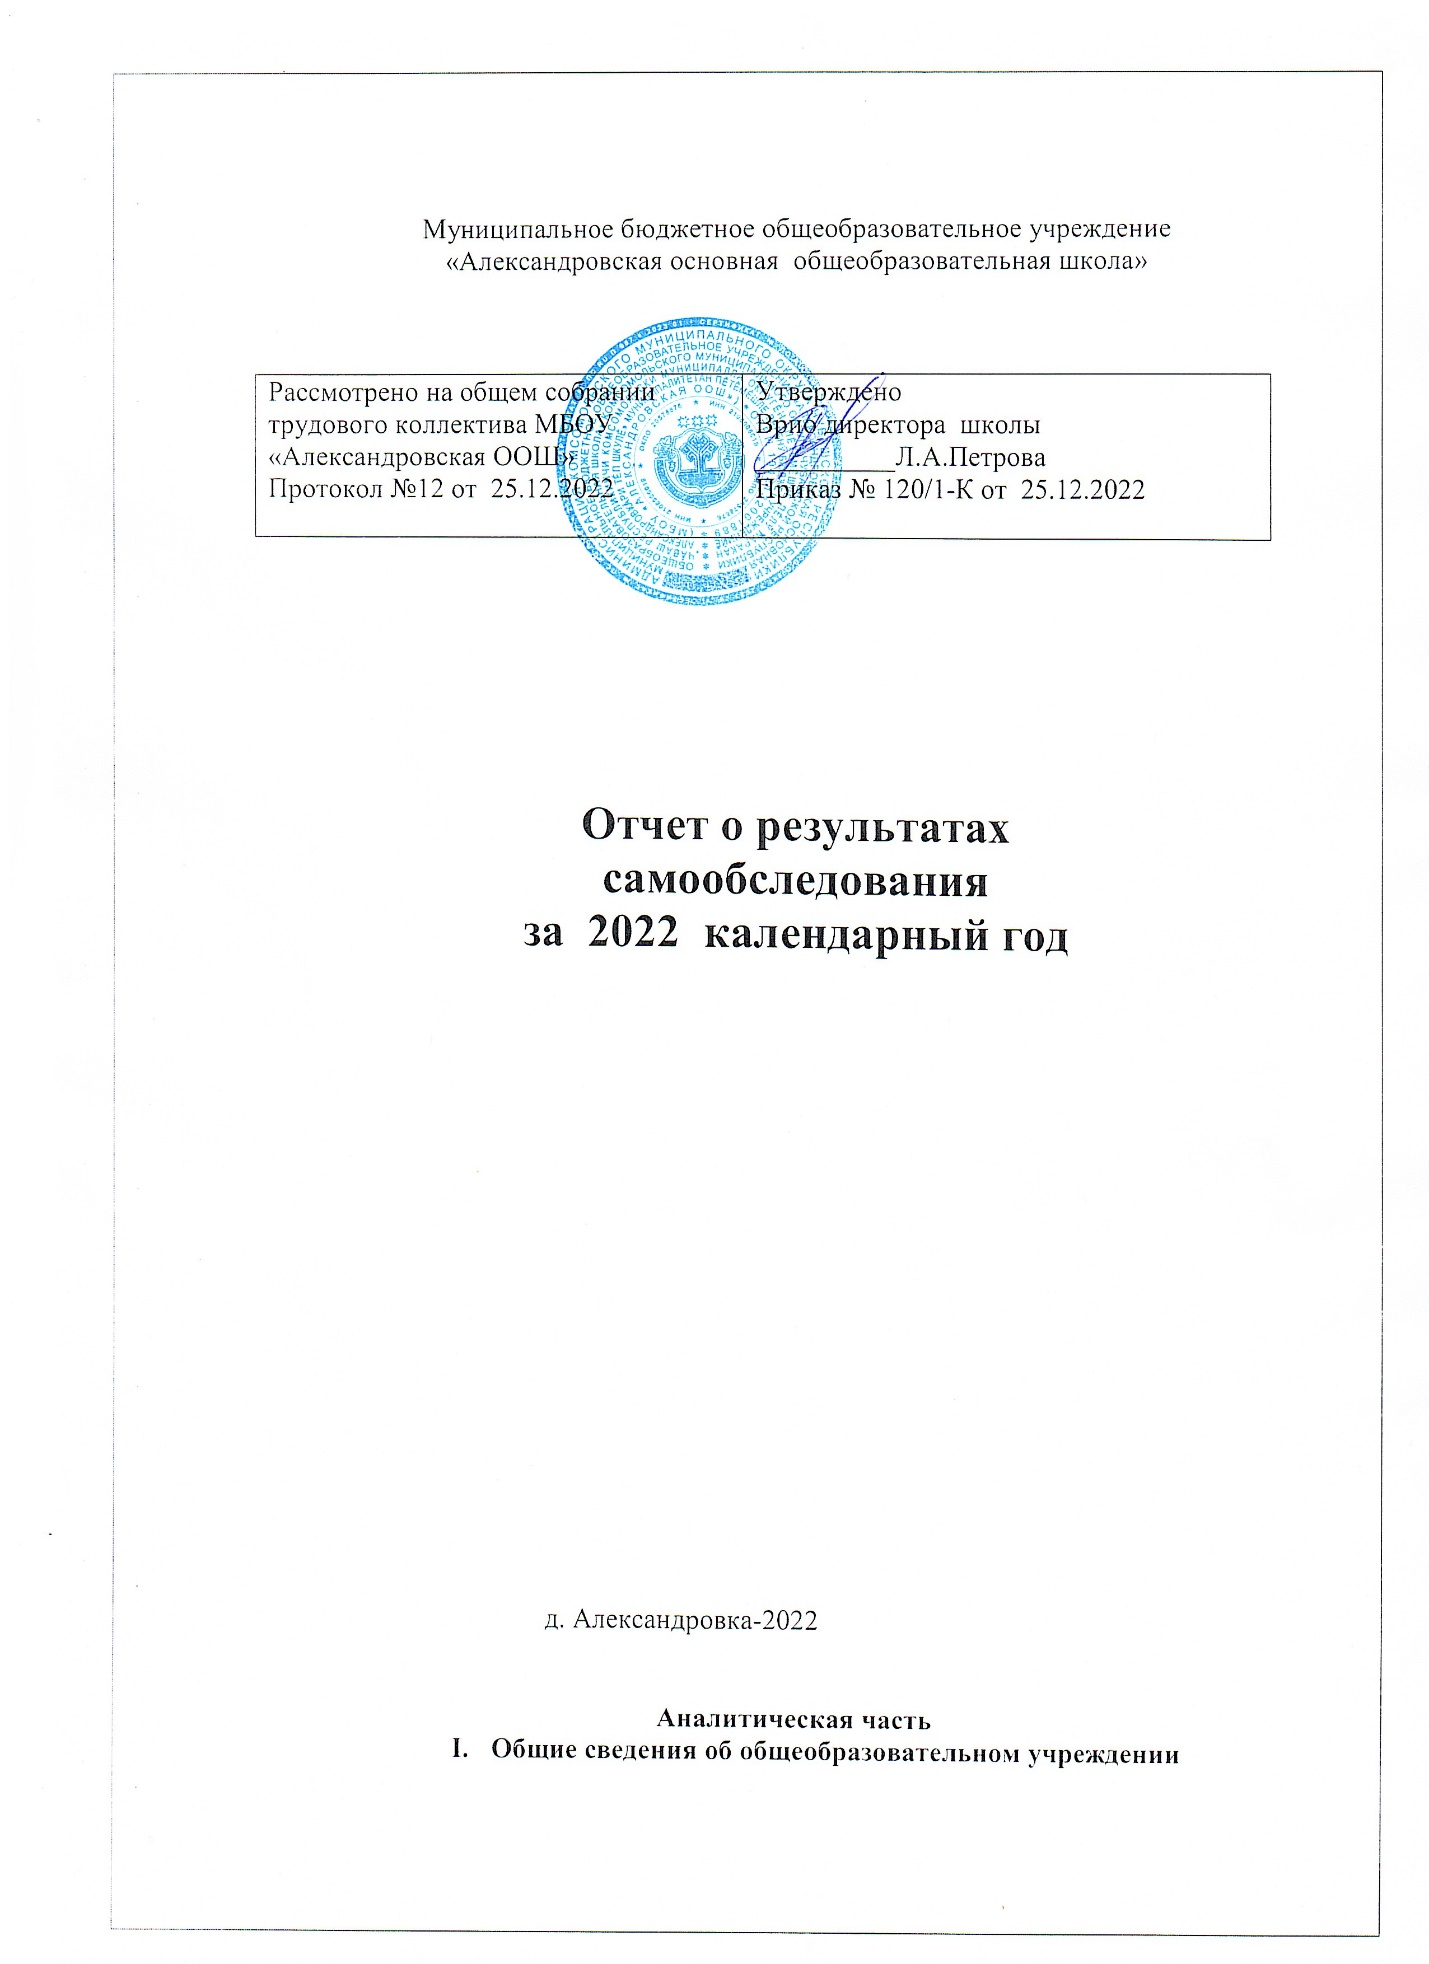 Муниципальное бюджетное общеобразовательное учреждение
«Александровская основная общеобразовательная школа»
Рассмотрено на общем собрании
трудового коллектива МБОУ
«Александровская ООШ»
Протокол №12 от 25.12.2022
Утверждено
Врио директора школы
__________Л.А.Петрова
Приказ № 120/1-К от 25.12.2022
Отчет о результатах
самообследования
за 2022 календарный год
д. Александровка-2022
Аналитическая часть
I. Общие сведения об общеобразовательном учреждении